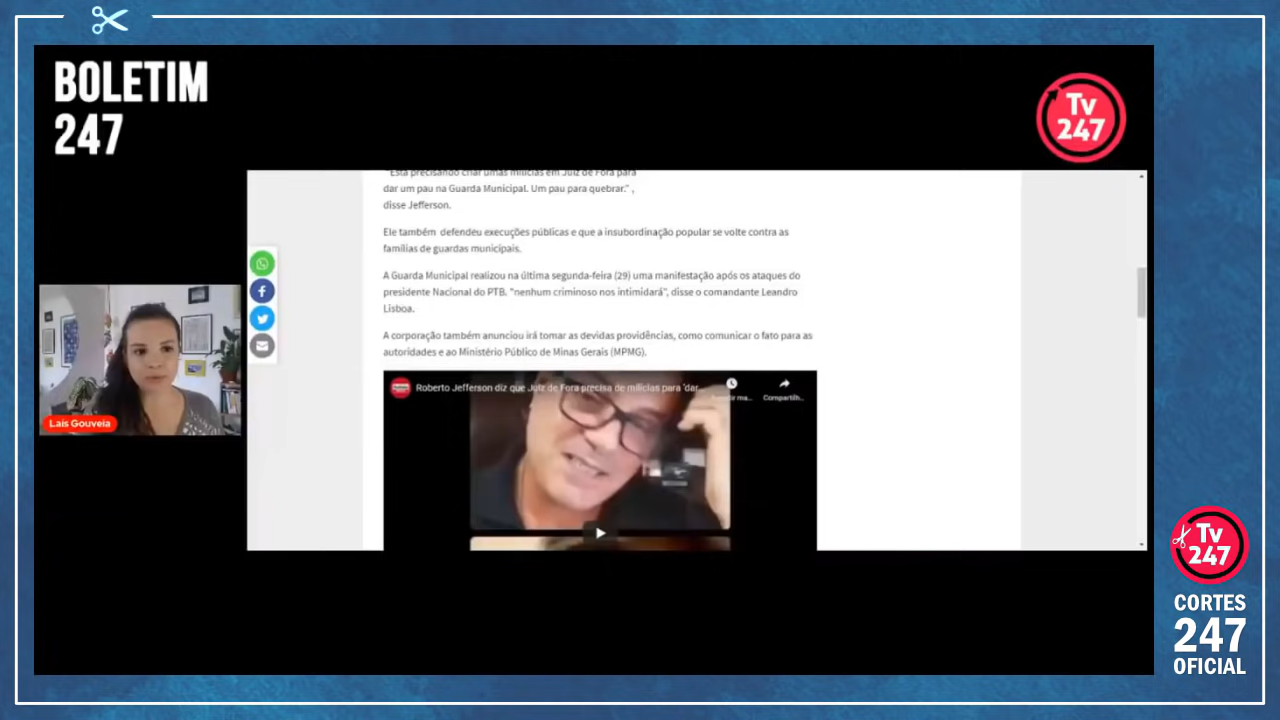 BOLETIM
247
Tv
247
"Está precisando criar umas milícias em Juiz de Fora para
dar um pau na Guarda Municipal. Um pau para quebrar." ,
disse Jefferson.
Ele também defendeu execuções públicas e que a insubordinação popular se volte contra as
famílias de guardas municipais.
A Guarda Municipal realizou na última segunda-feira (29) uma manifestação após os ataques do
presidente Nacional do PTB. "nenhum criminoso nos intimidará", disse o comandante Leandro
Lisboa.
A corporação também anunciou irá tomar as devidas providências, como comunicar o fato para as
autoridades e ao Ministério Público de Minas Gerais (MPMG).
Roberto Jefferson diz que Juiz de Fora precisa de milícias para 'dar...
Compartilh...
Laís Gouveia
Tv
247
CORTES
247
OFICIAL